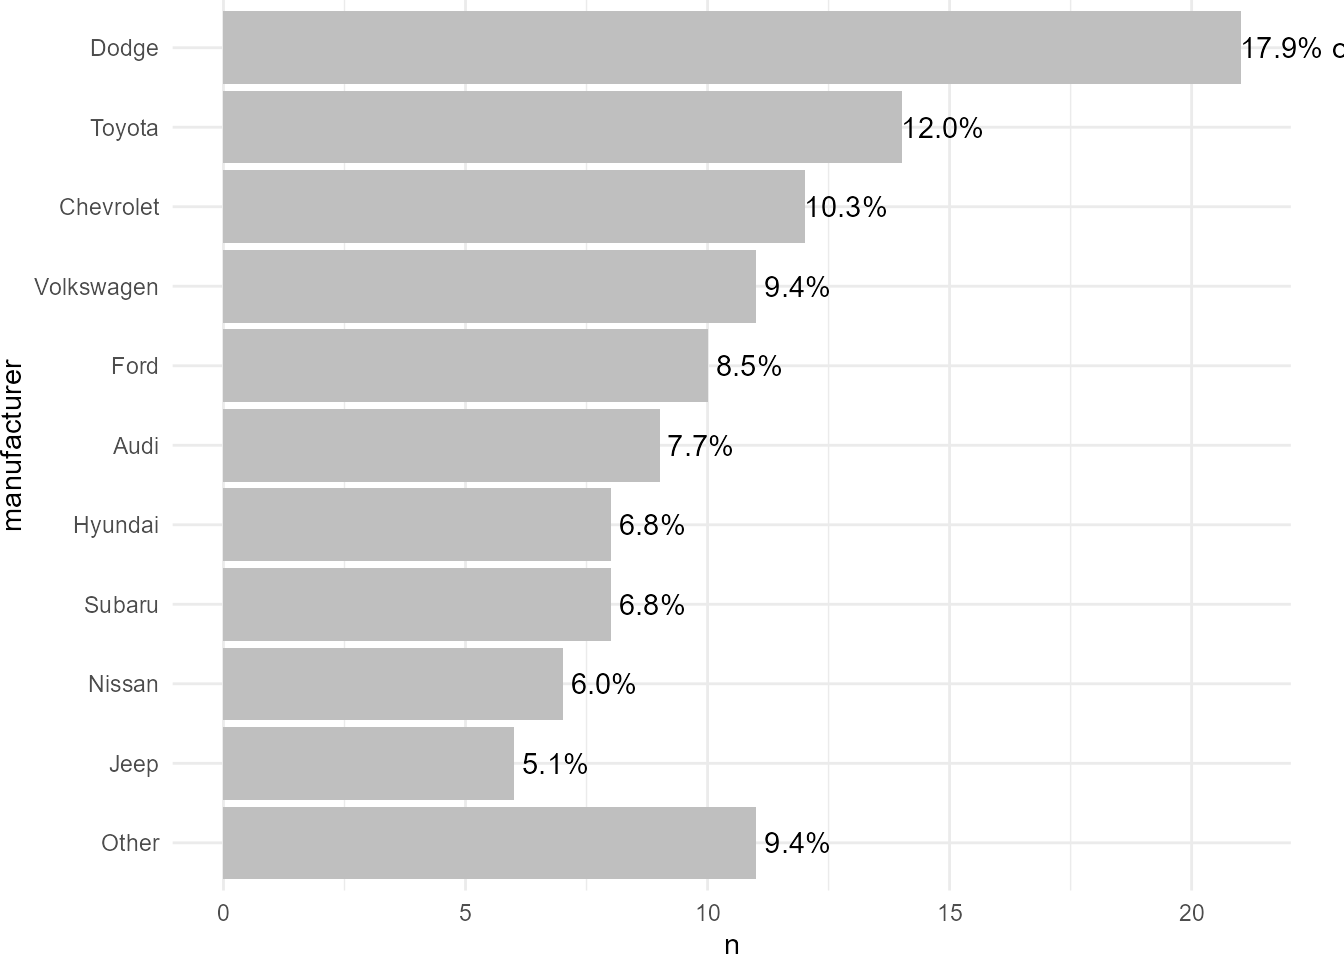 Dodge 17.9%
Toyota 12.0%
Chevrolet 10.3%
Volkswagen 9.4%
Ford 8.5%
Audi 7.7%
Hyundai 6.8%
Subaru 6.8%
Nissan 6.0%
Jeep 5.1%
Other 9.4%
0 5 10 15 20
n
manufacturer